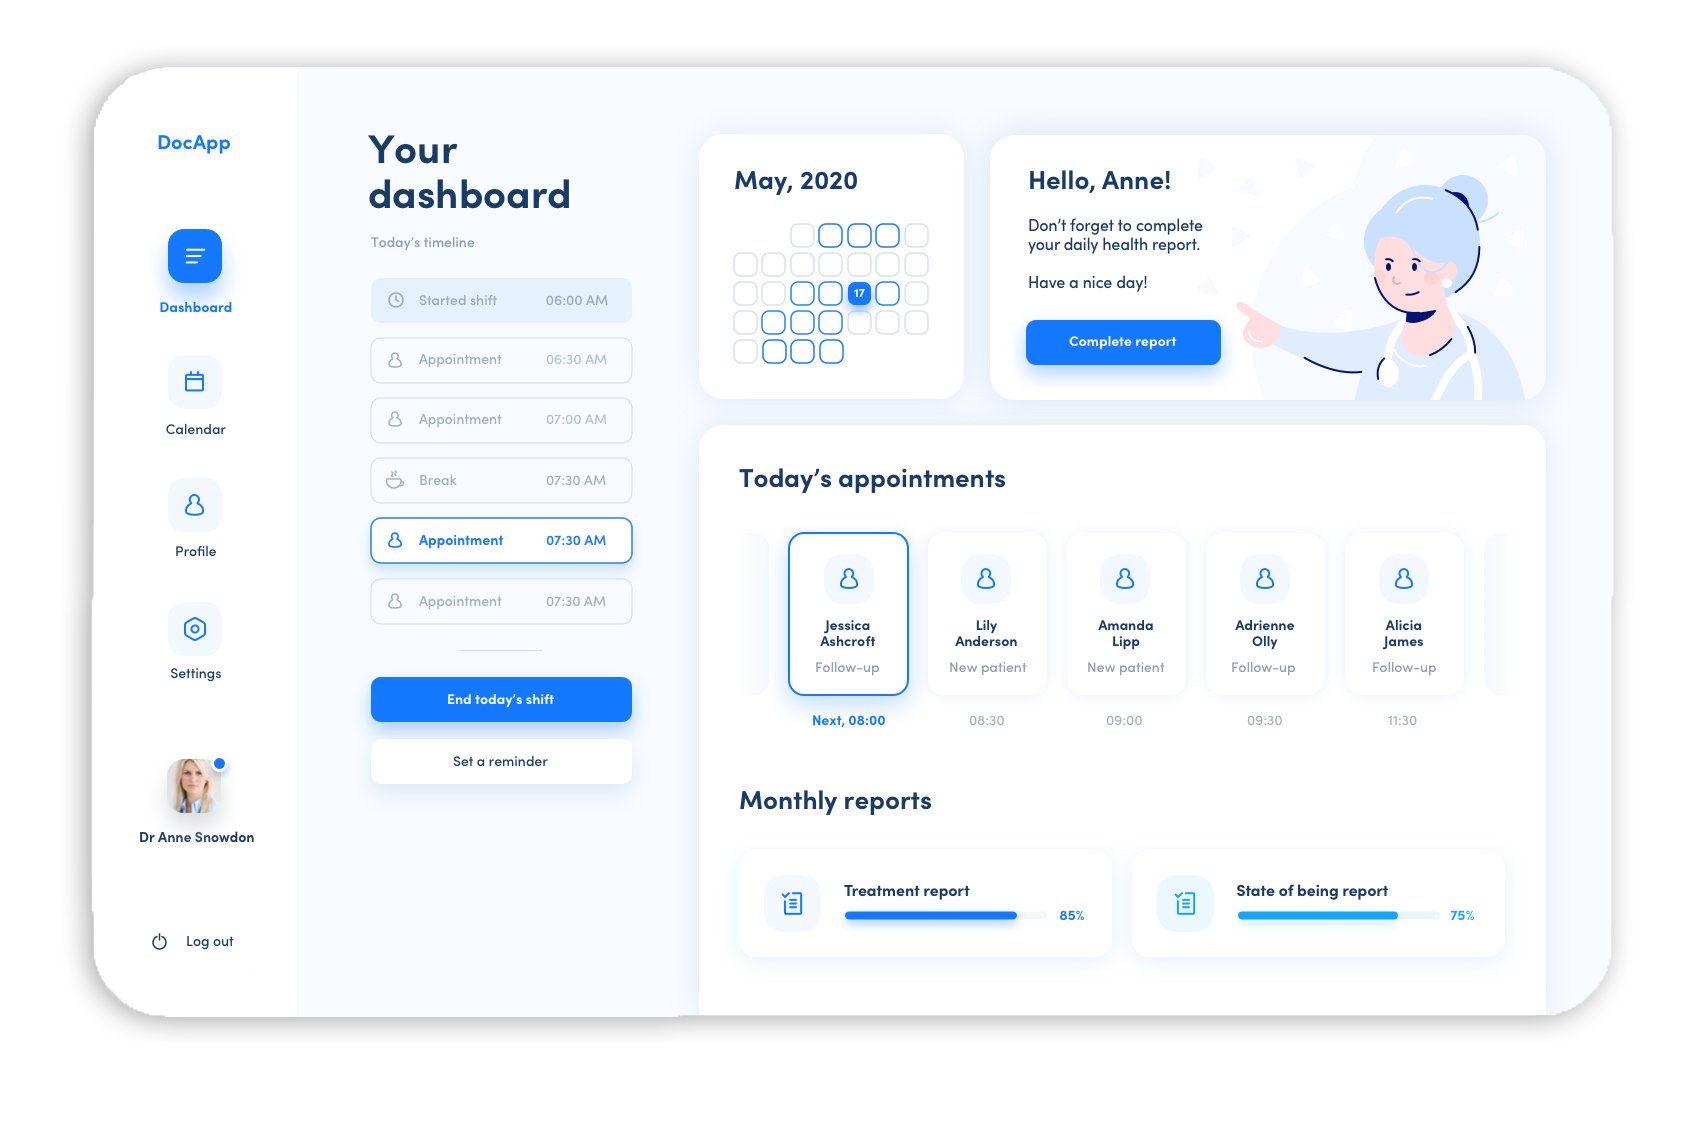 DocApp
Dashboard
Calendar
Profile
Settings
Dr Anne Snowdon
Log out
Your
dashboard
Today's timeline
Started shift 06:00 AM
Appointment 06:30 AM
Appointment 07:00 AM
Break 07:30 AM
Appointment 07:30 AM
Appointment 07:30 AM
End today's shift
Set a reminder
May, 2020
17
Hello, Anne!
Don't forget to complete
your daily health report.
Have a nice day!
Complete report
Today's appointments
Jessica
Ashcroft
Follow-up
Next, 08:00
Lily
Anderson
New patient
08:30
Amanda
Lipp
New patient
09:00
Adrienne
Olly
Follow-up
09:30
Alicia
James
Follow-up
11:30
Monthly reports
Treatment report
85%
State of being report
75%